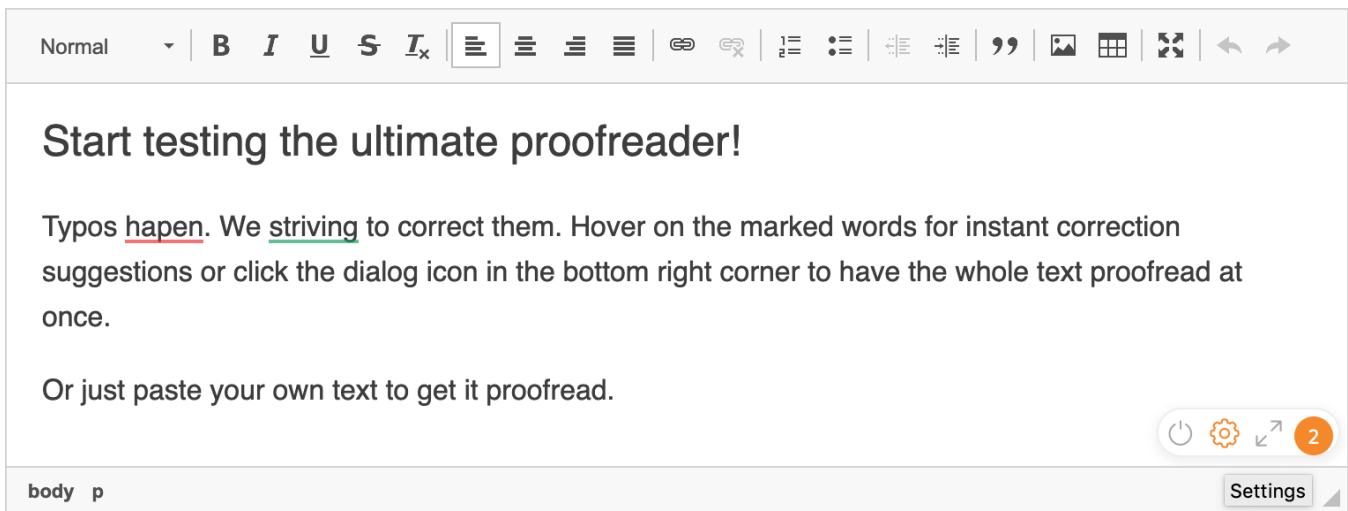 Normal
Start testing the ultimate proofreader!
Typos hapen. We striving to correct them. Hover on the marked words for instant correction
suggestions or click the dialog icon in the bottom right corner to have the whole text proofread at
once.
Or just paste your own text to get it proofread.
2
body p
Settings